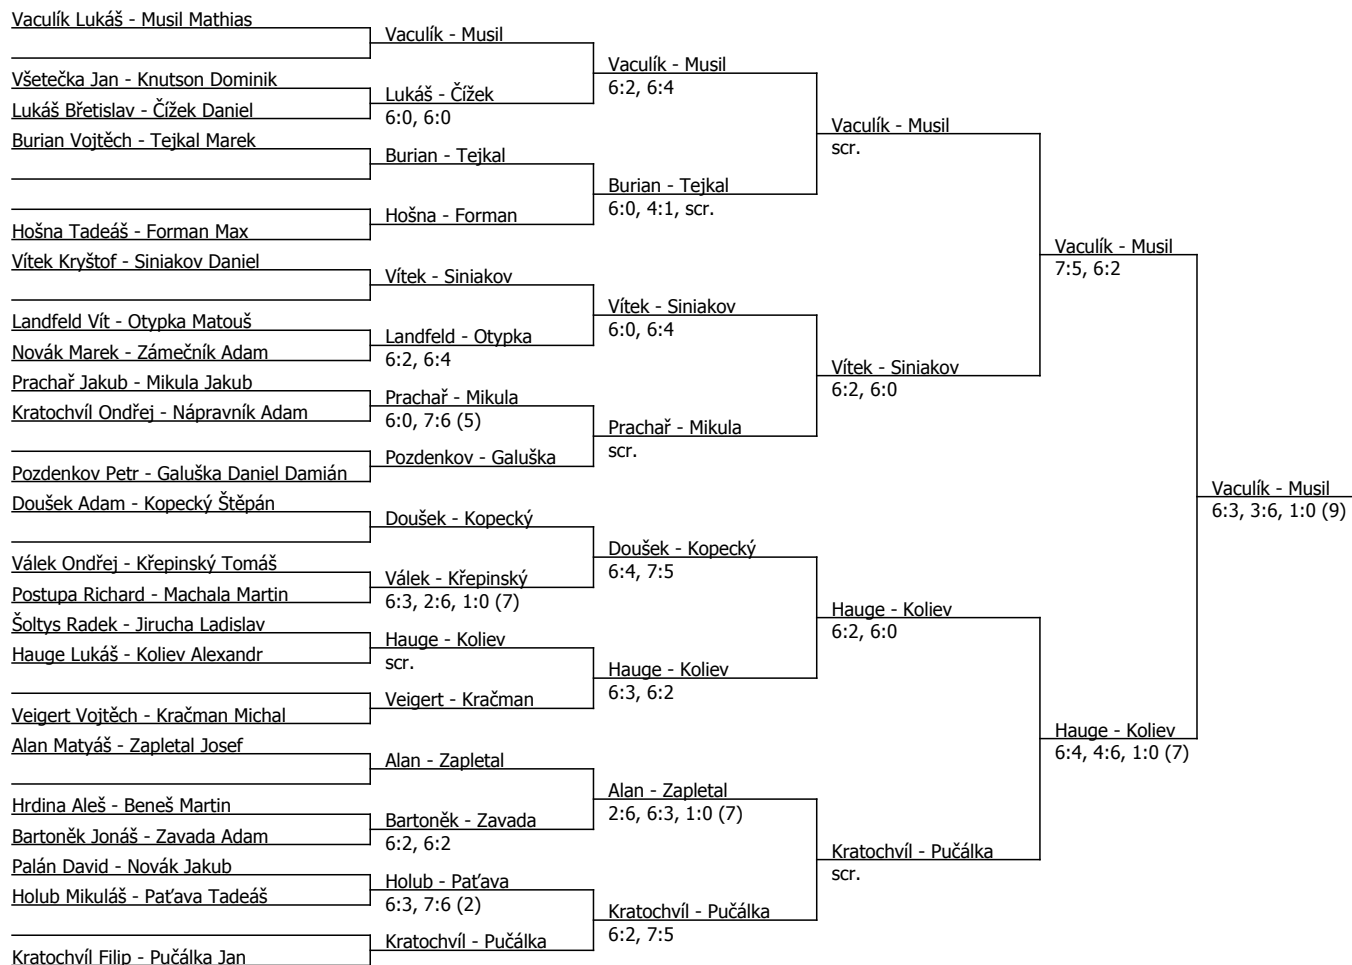 Vaculík Lukáš - Musil Mathias
Všetečka Jan - Knutson Dominik
Lukáš Břetislav - Čížek Daniel
Burian Vojtěch - Tejkal Marek
Hošna Tadeáš - Forman Max
Vítek Kryštof - Siniakov Daniel
Landfeld Vít - Otypka Matouš
Novák Marek - Zámečník Adam
Prachař Jakub - Mikula Jakub
Kratochvíl Ondřej - Nápravník Adam
Pozdenkov Petr - Galuška Daniel Damián
Doušek Adam - Kopecký Štěpán
Válek Ondřej - Křepinský Tomáš
Postupa Richard - Machala Martin
Šoltys Radek - Jirucha Ladislav
Hauge Lukáš - Koliev Alexandr
Veigert Vojtěch - Kračman Michal
Alan Matyáš - Zapletal Josef
Hrdina Aleš - Beneš Martin
Bartoněk Jonáš - Zavada Adam
Palán David - Novák Jakub
Holub Mikuláš - Paťava Tadeáš
Kratochvíl Filip - Pučálka Jan
Vaculík - Musil
Lukáš - Čížek
6:0, 6:0
Burian - Tejkal
Hošna - Forman
Vítek - Siniakov
Landfeld - Otypka
6:2, 6:4
Prachař - Mikula
6:0, 7:6 (5)
Pozdenkov - Galuška
Doušek - Kopecký
Válek - Křepinský
6:3, 2:6, 1:0 (7)
Hauge - Koliev
scr.
Veigert - Kračman
Alan - Zapletal
Bartoněk - Zavada
6:2, 6:2
Holub - Paťava
6:3, 7:6 (2)
Kratochvíl - Pučálka
Vaculík - Musil
6:2, 6:4
Burian - Tejkal
6:0, 4:1, scr.
Vítek - Siniakov
6:0, 6:4
Prachař - Mikula
scr.
Doušek - Kopecký
6:4, 7:5
Hauge - Koliev
6:3, 6:2
Alan - Zapletal
2:6, 6:3, 1:0 (7)
Kratochvíl - Pučálka
6:2, 7:5
Vaculík - Musil
scr.
Vítek - Siniakov
6:2, 6:0
Hauge - Koliev
6:2, 6:0
Kratochvíl - Pučálka
scr.
Vaculík - Musil
7:5, 6:2
Hauge - Koliev
6:4, 4:6, 1:0 (7)
Vaculík - Musil
6:3, 3:6, 1:0 (9)